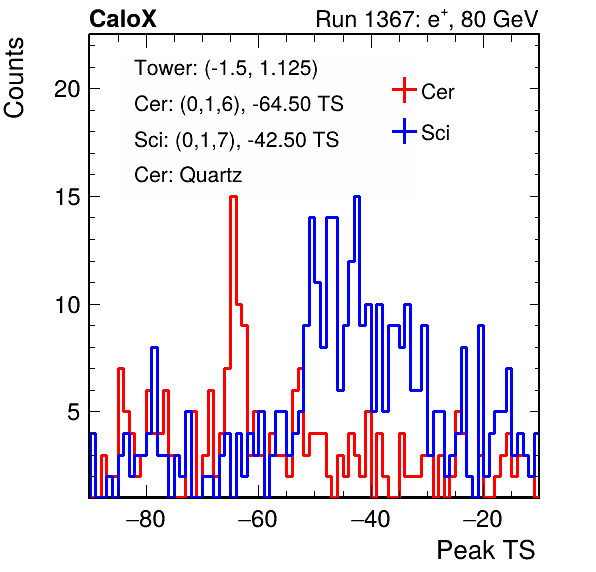 CaloX Run 1367: e⁺, 80 GeV
Counts
Tower: (-1.5, 1.125)
Cer: (0,1,6), -64.50 TS
Sci: (0,1,7), -42.50 TS
Cer: Quartz
Cer
Sci
20
15
10
5
−80 −60 −40 −20
Peak TS